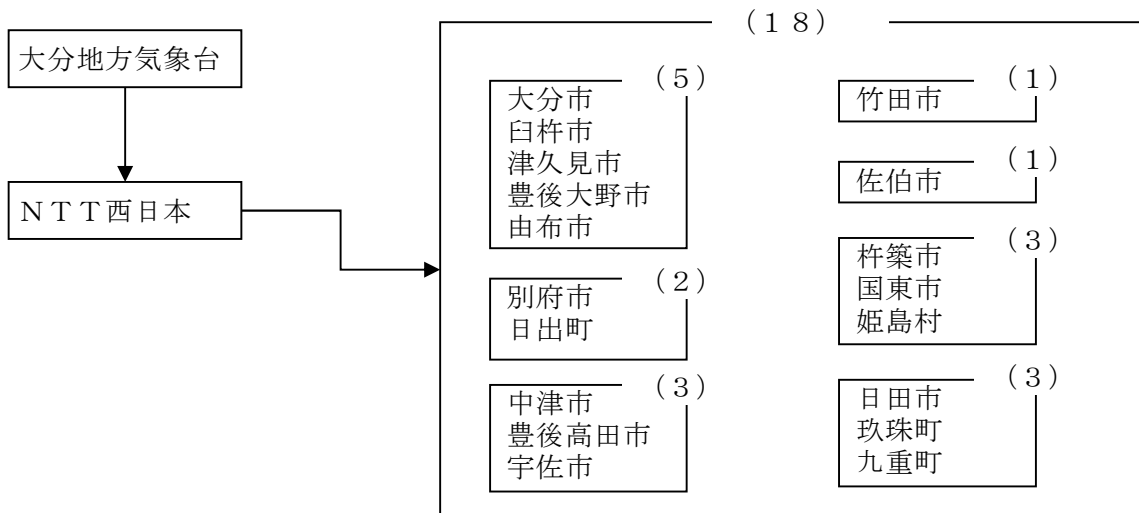 （１８）
大分地方気象台
ＮＴＴ西日本
（５）
大分市
臼杵市
津久見市
豊後大野市
由布市
（２）
別府市
日出町
（３）
中津市
豊後高田市
宇佐市
（１）
竹田市
（１）
佐伯市
（３）
杵築市
国東市
姫島村
（３）
日田市
玖珠町
九重町